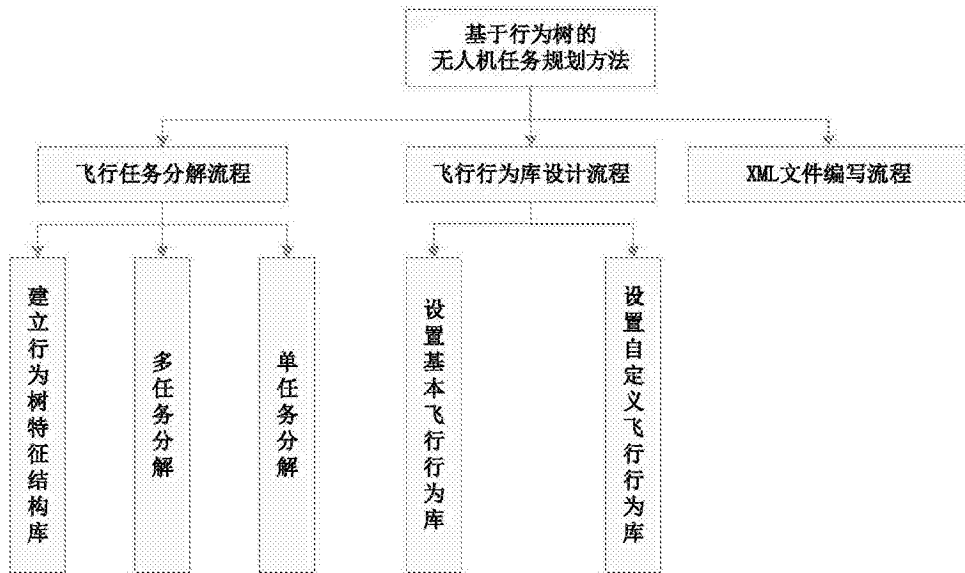 基于行为树的
无人机任务规划方法
飞行任务分解流程
飞行行为库设计流程
XML文件编写流程
建立行为树特征结构库
多任务分解
单任务分解
设置基本飞行行为库
设置自定义飞行行为库